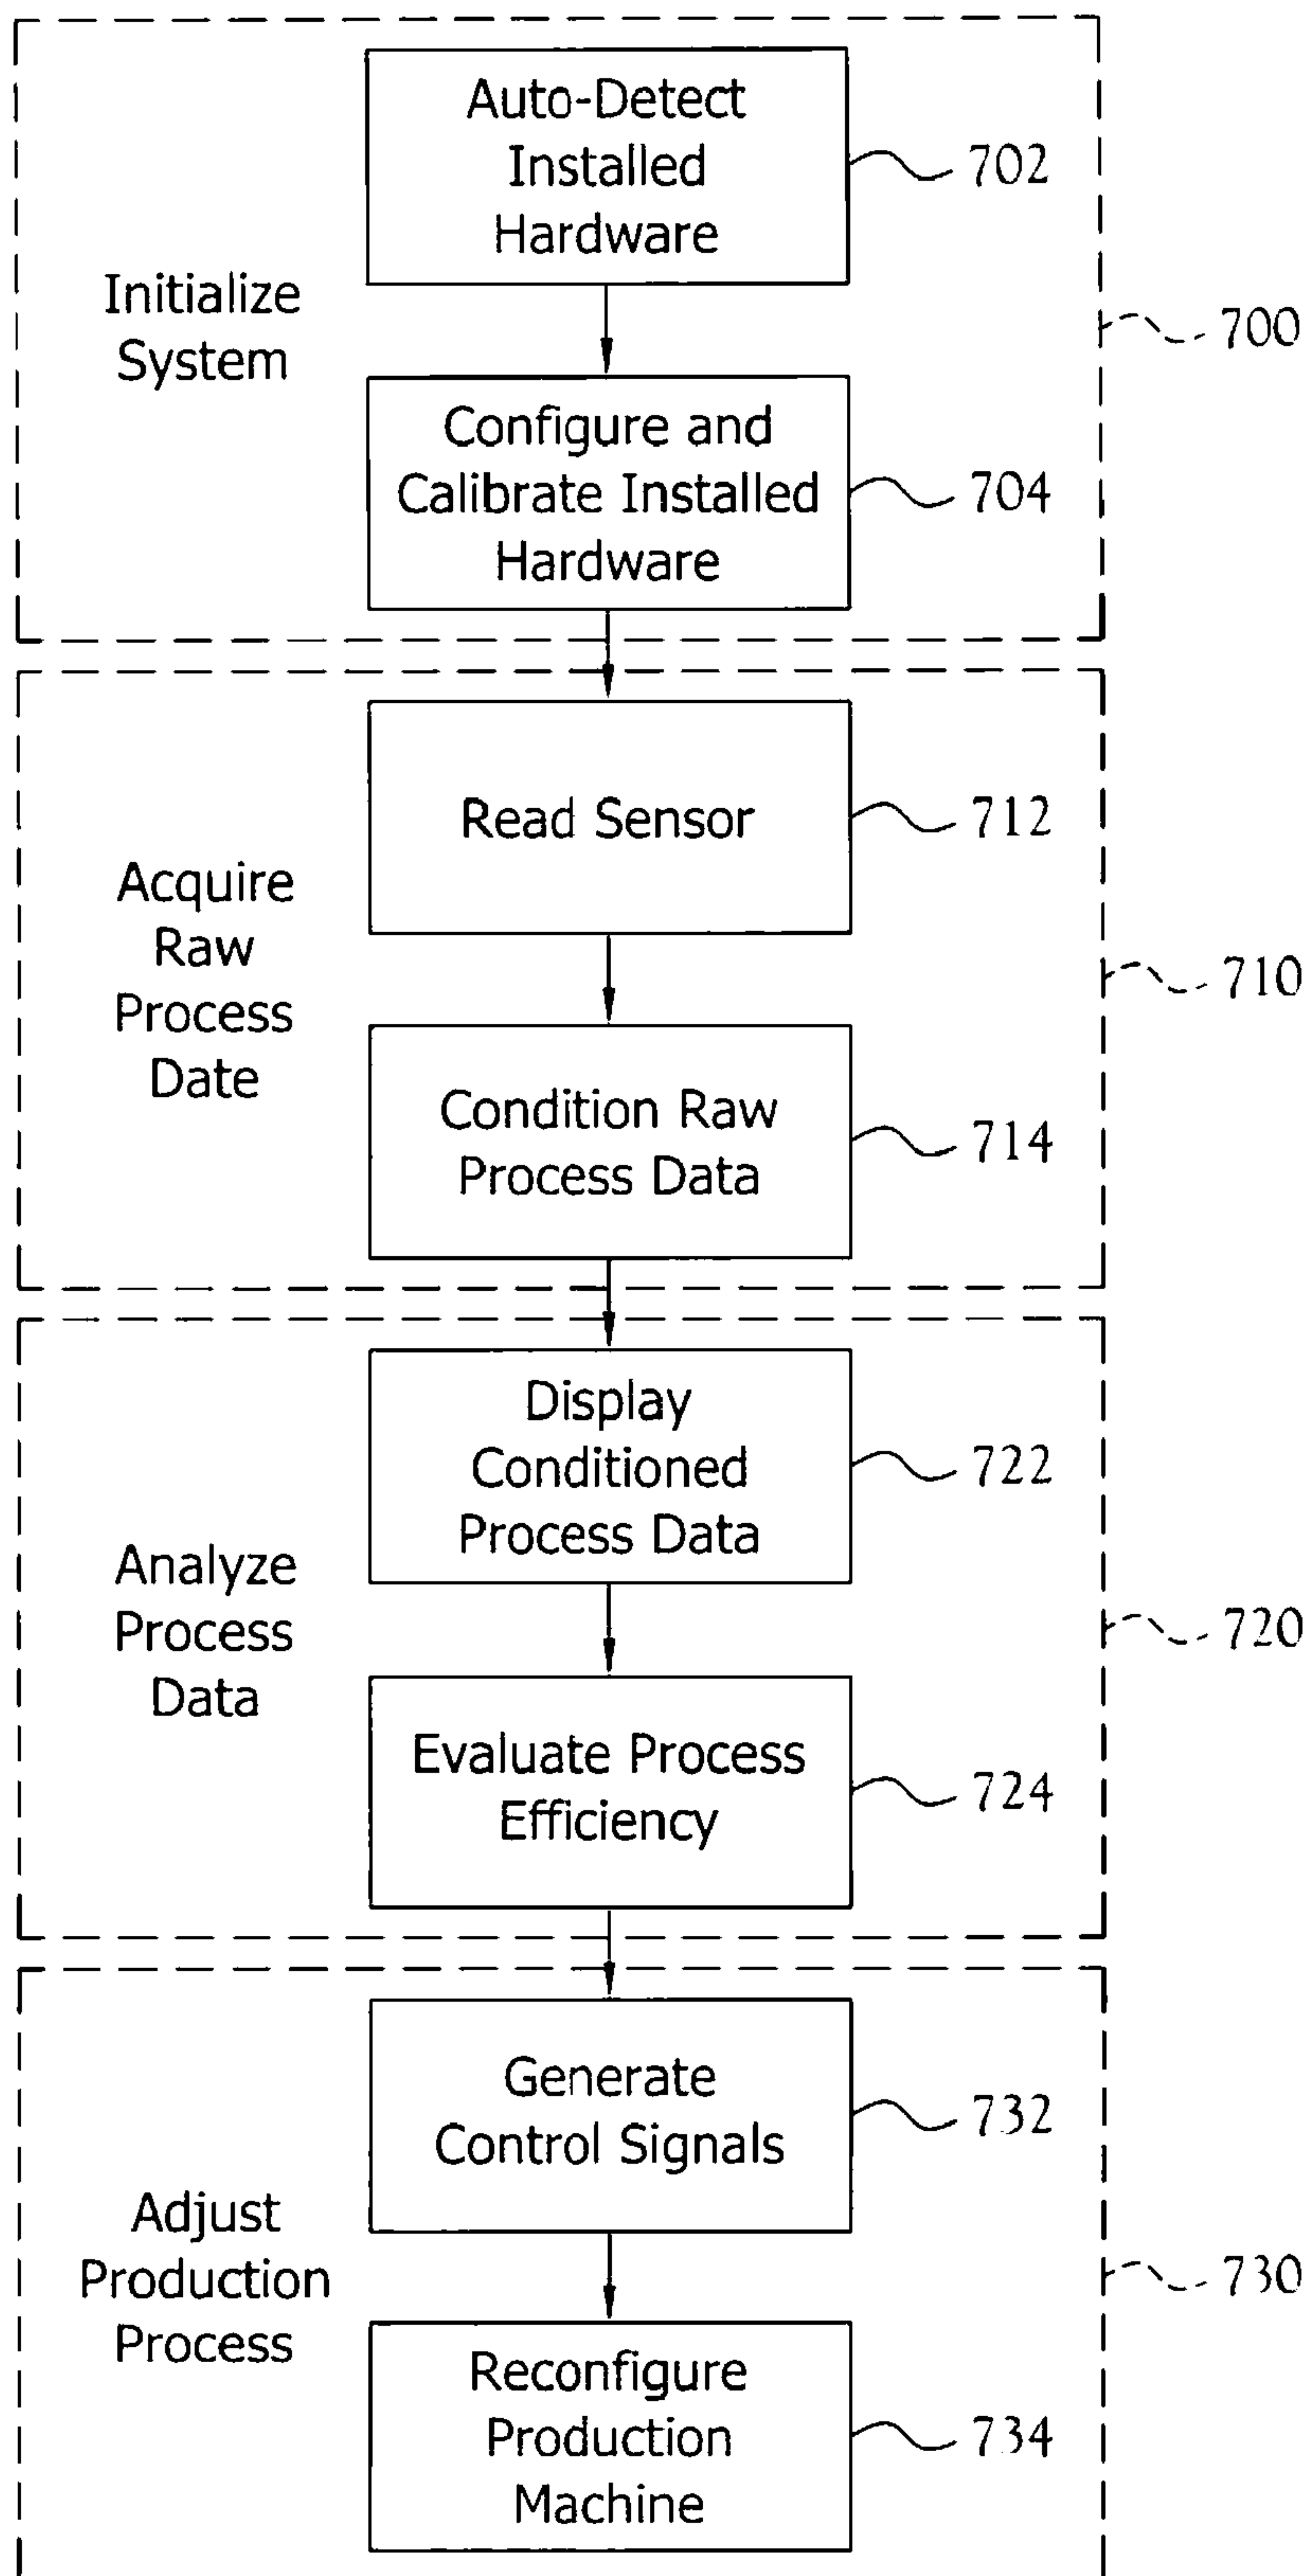 Auto-Detect
Installed
Hardware
702
Initialize
System
700
Configure and
Calibrate Installed
Hardware
704
Read Sensor
712
Acquire
Raw
Process
Date
710
Condition Raw
Process Data
714
Display
Conditioned
Process Data
722
Analyze
Process
Data
720
Evaluate Process
Efficiency
724
Generate
Control Signals
732
Adjust
Production
Process
730
Reconfigure
Production
Machine
734